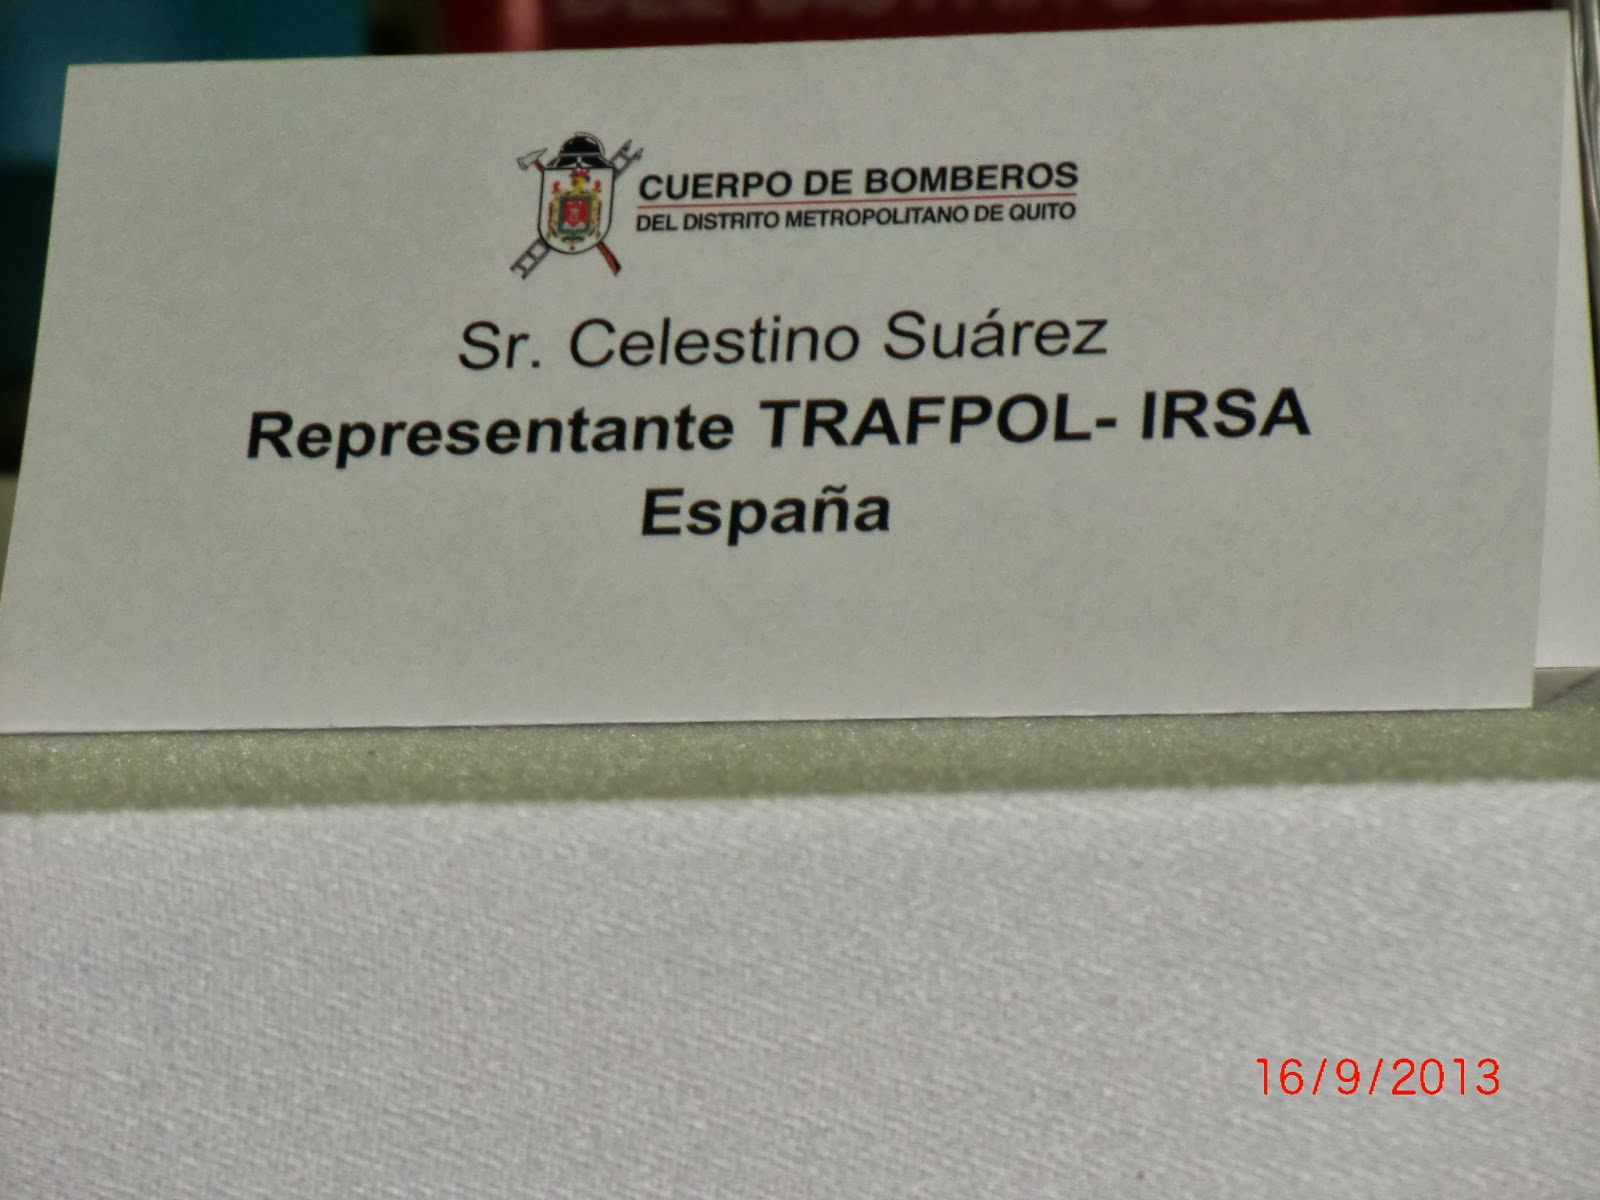 CUERPO DE BOMBEROS
DEL DISTRITO METROPOLITANO DE QUITO
Sr. Celestino Suárez
Representante TRAFPOL- IRSA
España
16/9/2013